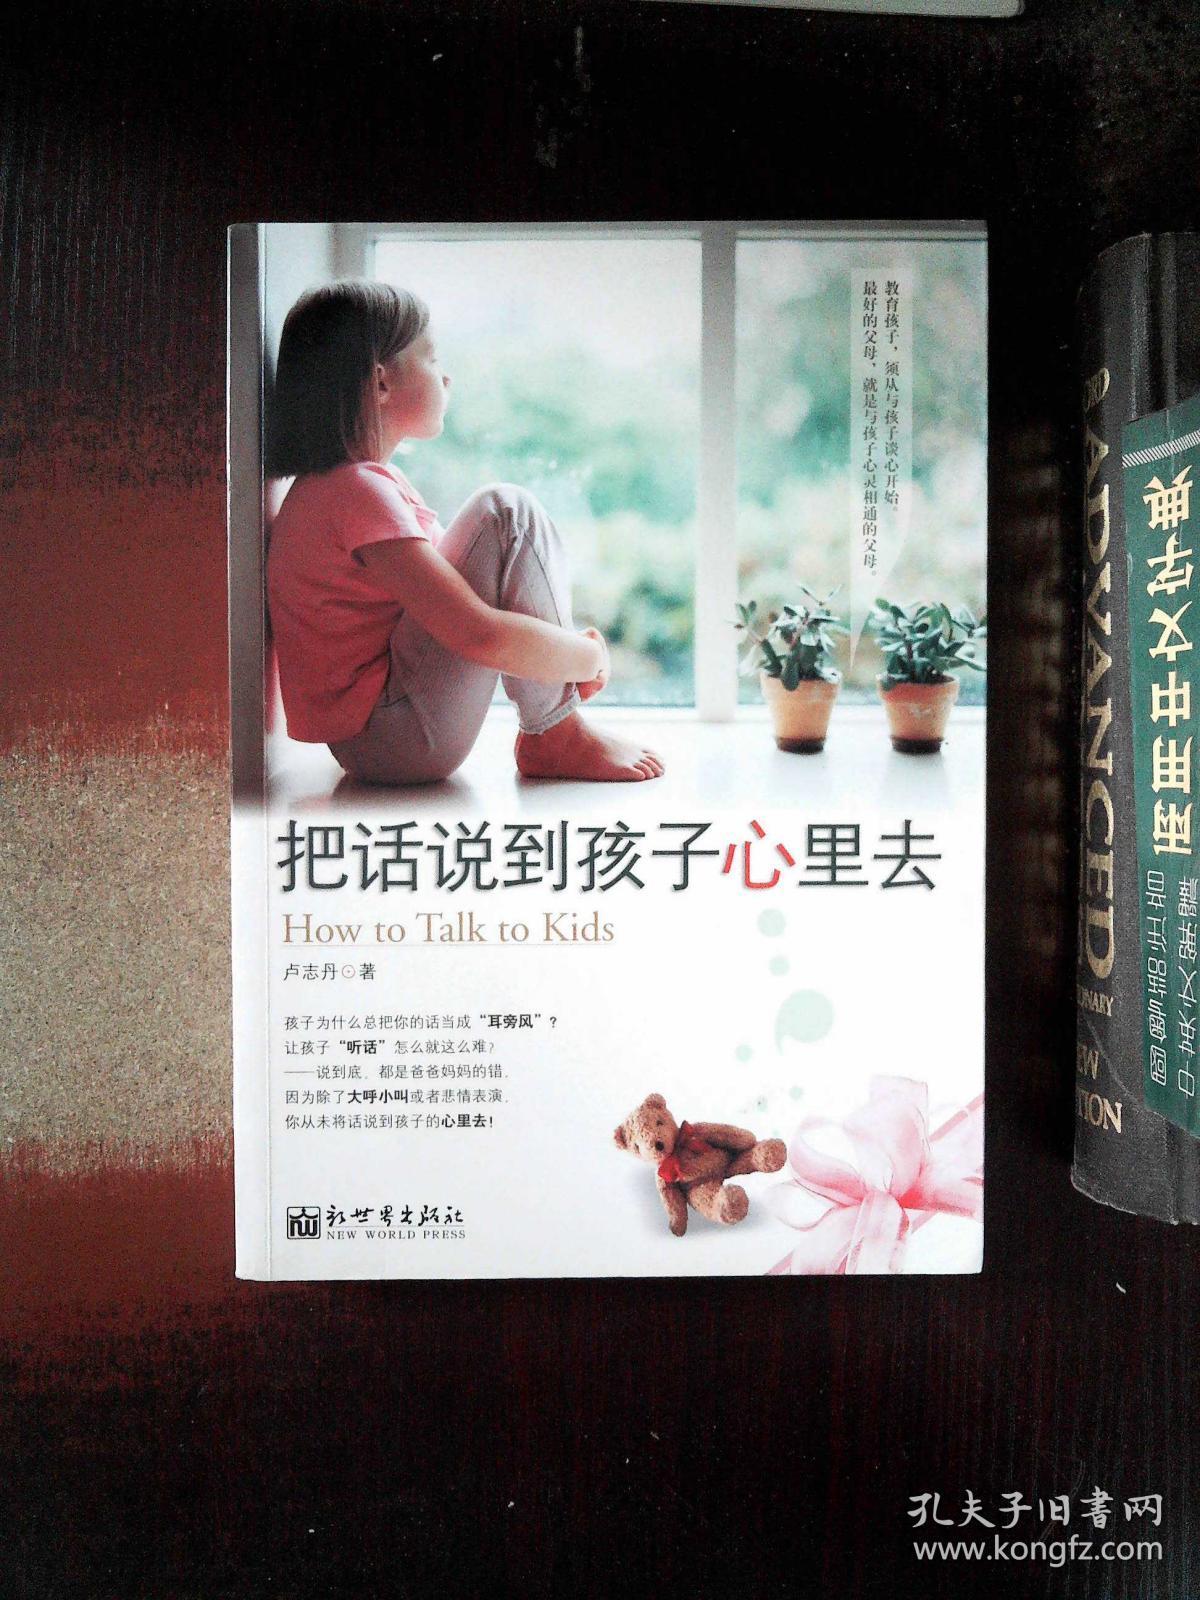 教育孩子，须从与孩子谈心开始。
最好的父母，就是与孩子心灵相通的父母。
把话说到孩子心里去
How to Talk to Kids
卢志丹⊙著
孩子为什么总把你的话当成“耳旁风”？
让孩子“听话”怎么就这么难？
——说到底，都是爸爸妈妈的错，
因为除了大呼小叫或者悲情表演，
你从未将话说到孩子的心里去！
新世界出版社
NEW WORLD PRESS
ADVANCED
兩用中文字典
孔夫子旧书网
www.kongfz.com